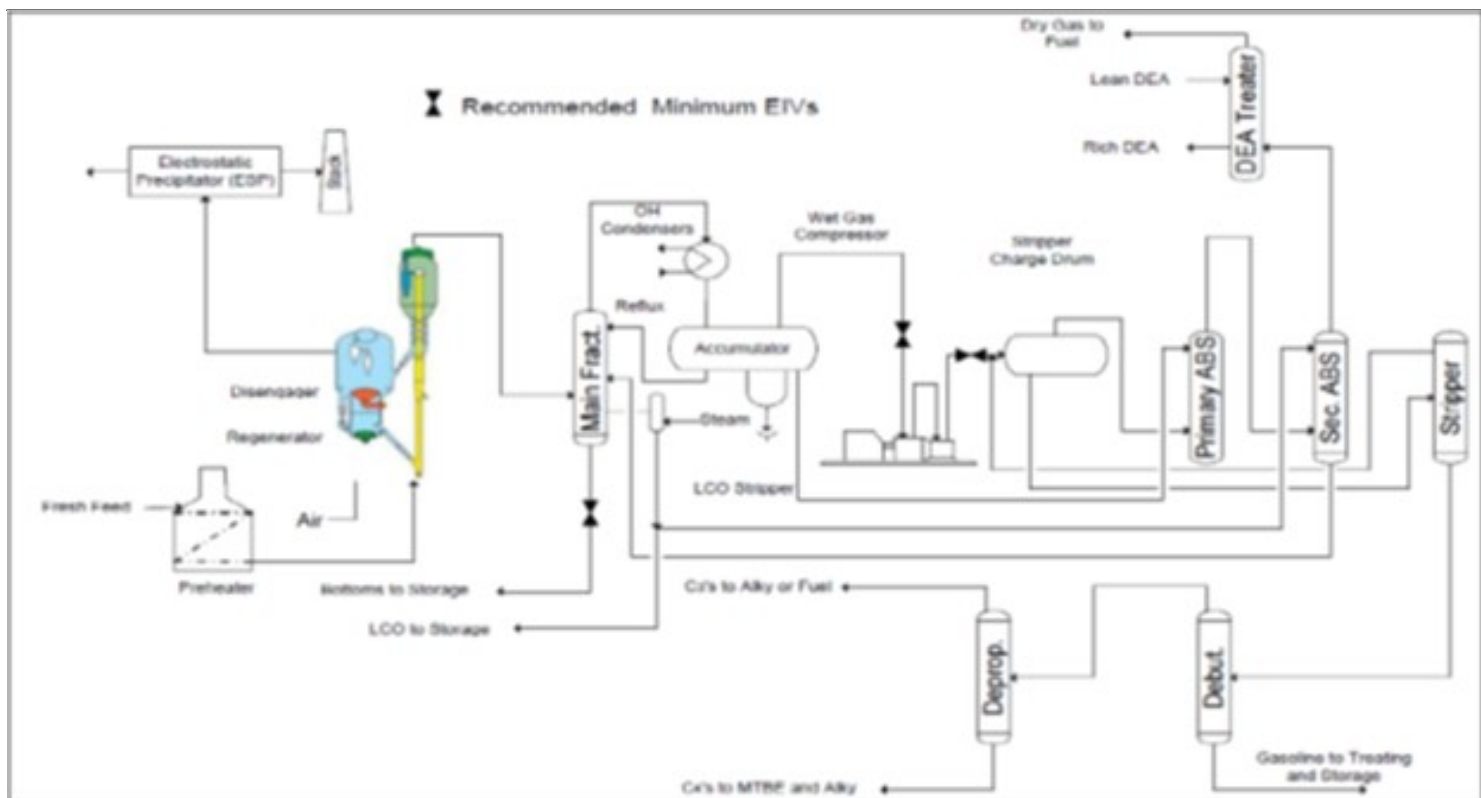 Dry Gas to
Fuel
Lean DEA
Rich DEA
DEA Treater
Recommended Minimum EIVs
Electrostatic
Precipitator (ESP)
Stack
OH
Condensers
Wet Gas
Compressor
Stripper
Charge Drum
Reflux
Accumulator
Main Fract.
Disengager
Regenerator
Steam
Primary ABS
Sec. ABS
Stripper
LCO Stripper
Fresh Feed
Air
Preheater
Bottoms to Storage
LCO to Storage
C3's to Alky or Fuel
Deprop.
Debut.
Gasoline to Treating
and Storage
C4's to MTBE and Alky